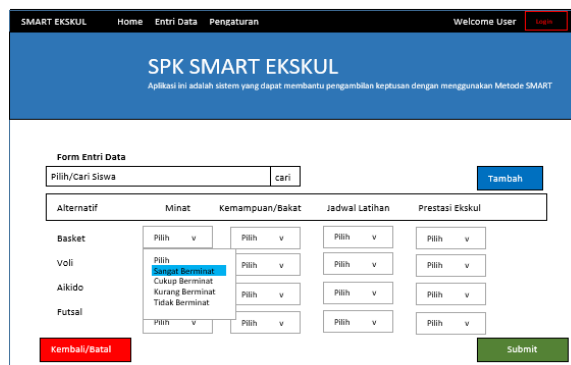 SMART EKSKUL Home Entri Data Pengaturan Welcome User Login
SPK SMART EKSKUL
Aplikasi ini adalah sistem yang dapat membantu pengambilan keptusan dengan menggunakan Metode SMART
Form Entri Data
Pilih/Cari Siswa cari Tambah
Alternatif Minat Kemampuan/Bakat Jadwal Latihan Prestasi Ekskul
Basket Pilih v Pilih v Pilih v Pilih v
Voli Pilih Pilih v Pilih v Pilih v
Sangat Berminat
Cukup Berminat
Aikido Kurang Berminat Pilih v Pilih v Pilih v
Tidak Berminat
Futsal Pilih v Pilih v Pilih v Pilih v
Kembali/Batal Submit